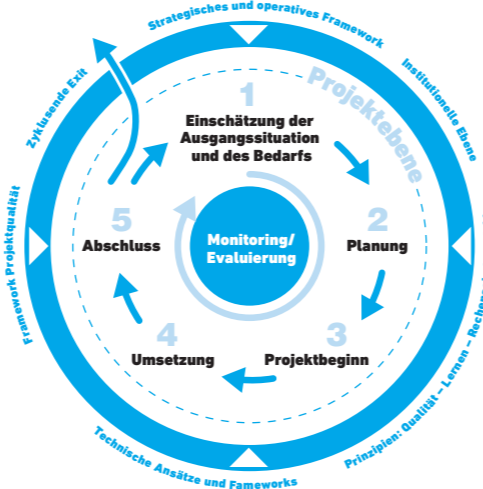 Strategisches und operatives Framework
Institutionelle Ebene
Zyklusende Exit
Projektebene
1
Einschätzung der
Ausgangssituation
und des Bedarfs
2
Planung
3
Projektbeginn
4
Umsetzung
5
Abschluss
Monitoring/
Evaluierung
Framework Projektqualität
Technische Ansätze und Fameworks
Prinzipien: Qualität – Lernen –